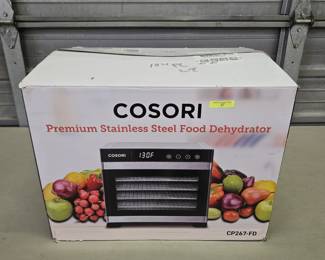 COSORI
Premium Stainless Steel Food Dehydrator
COSORI
130F
CP267-FD